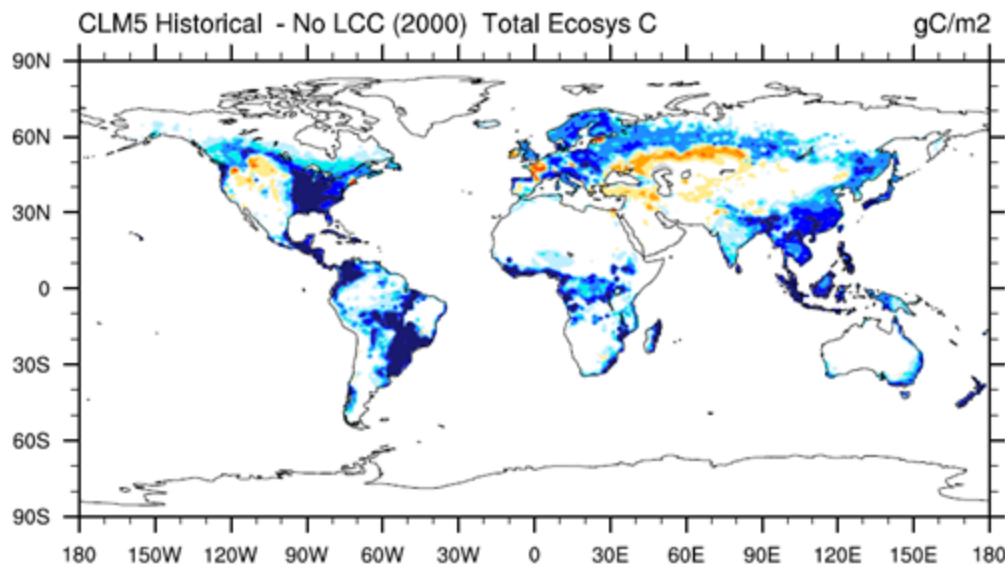 CLM5 Historical - No LCC (2000) Total Ecosys C gC/m2
90N
60N
30N
0
30S
60S
90S
180 150W 120W 90W 60W 30W 0 30E 60E 90E 120E 150E 180